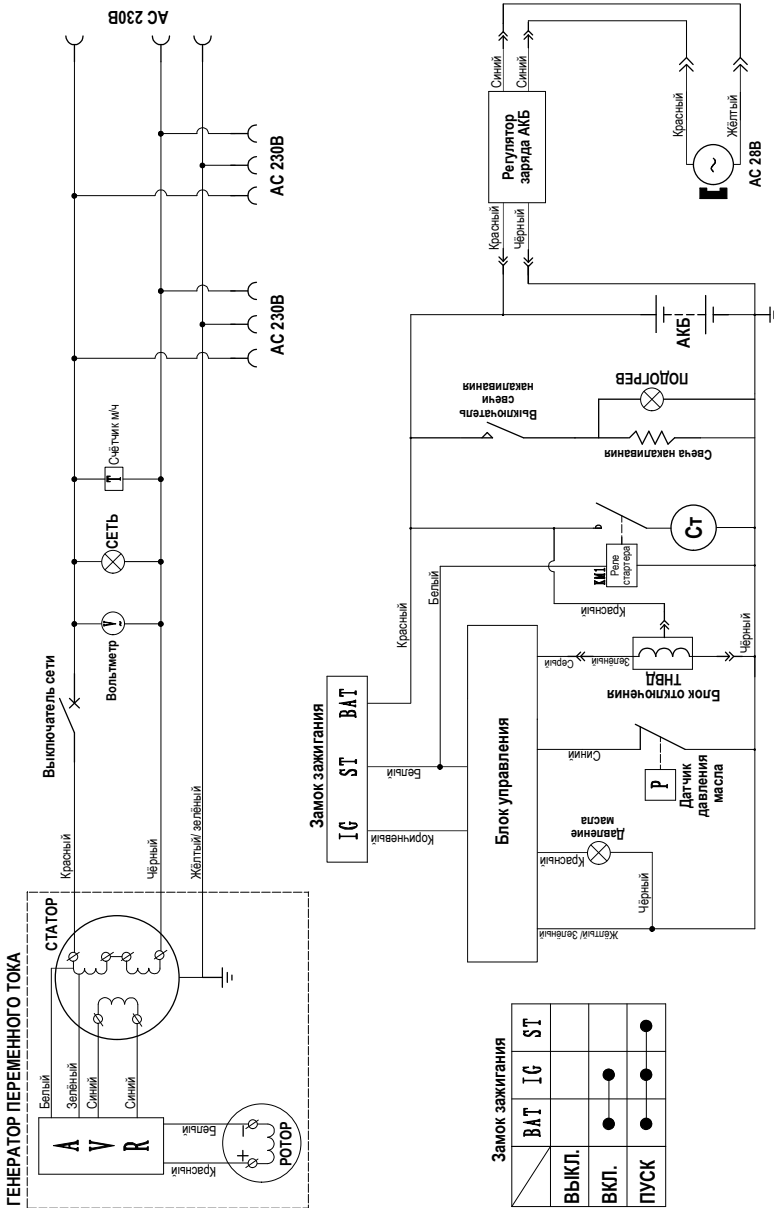 ГЕНЕРАТОР ПЕРЕМЕННОГО ТОКА
AVR
Белый
Зелёный
Синий
Синий
Красный
Белый
+
−
РОТОР
СТАТОР
Красный
Чёрный
Жёлтый/ зелёный
Выключатель сети
Вольтметр
V~
СЕТЬ
T
Счётчик м/ч
AC 230В
AC 230В
AC 230В
Замок зажигания
BAT IG ST
ВЫКЛ.
ВКЛ.
ПУСК
Замок зажигания
IG ST BAT
Коричневый
Белый
Красный
Белый
Блок управления
Жёлтый/ Зелёный
Красный
Чёрный
Давление
масла
Синий
P
Датчик
давления
масла
Серый
Зелёный
Блок отключения
ТНВД
Чёрный
Красный
KM1
Реле
стартера
Ст
Выключатель
свечи
накаливания
Свеча накаливания
ПОДОГРЕВ
АКБ
Красный
Чёрный
Регулятор
заряда АКБ
Синий
Синий
Красный
Жёлтый
~
AC 28В